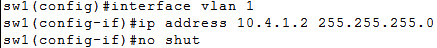 sw1(config)#interface vlan 1
sw1(config-if)#ip address 10.4.1.2 255.255.255.0
sw1(config-if)#no shut